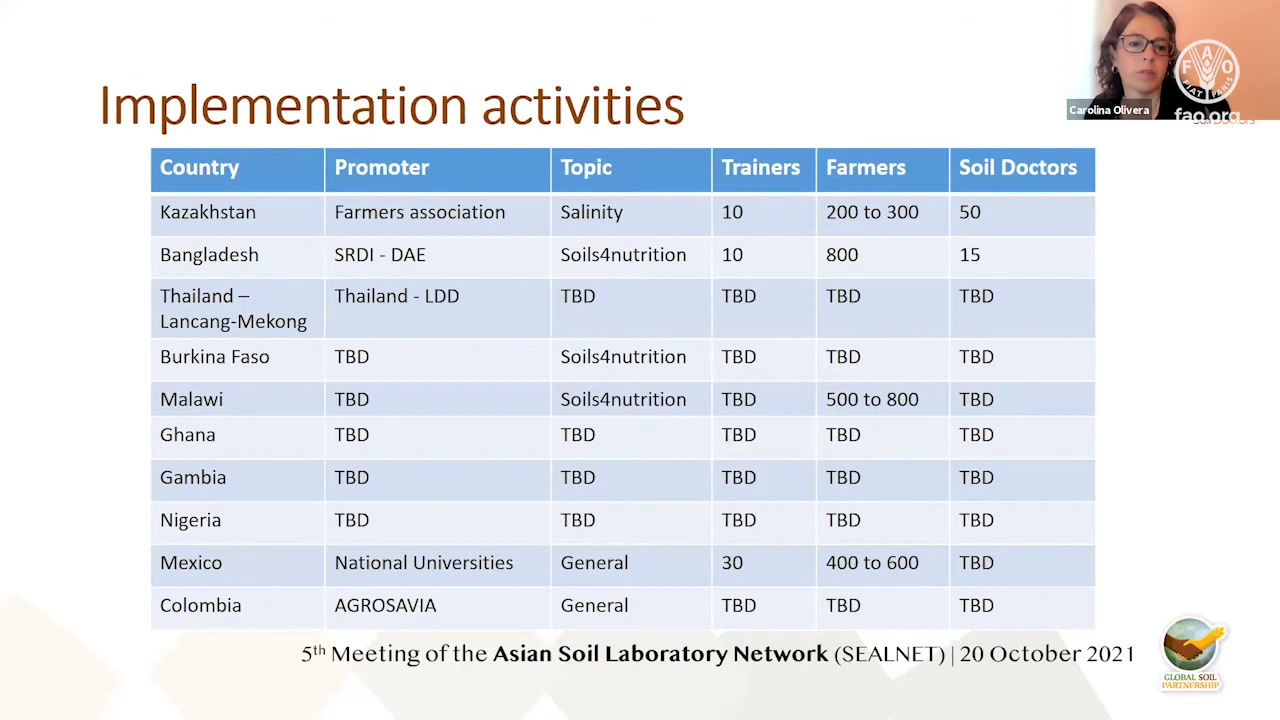 FAO
FIAT PANIS
Carolina Olivera
fao.org
Soil Doctors
Implementation activities
Country Promoter Topic Trainers Farmers Soil Doctors
Kazakhstan Farmers association Salinity 10 200 to 300 50
Bangladesh SRDI - DAE Soils4nutrition 10 800 15
Thailand – Thailand - LDD TBD TBD TBD TBD
Lancang-Mekong
Burkina Faso TBD Soils4nutrition TBD TBD TBD
Malawi TBD Soils4nutrition TBD 500 to 800 TBD
Ghana TBD TBD TBD TBD TBD
Gambia TBD TBD TBD TBD TBD
Nigeria TBD TBD TBD TBD TBD
Mexico National Universities General 30 400 to 600 TBD
Colombia AGROSAVIA General TBD TBD TBD
5th Meeting of the Asian Soil Laboratory Network (SEALNET) | 20 October 2021
GLOBAL SOIL
PARTNERSHIP